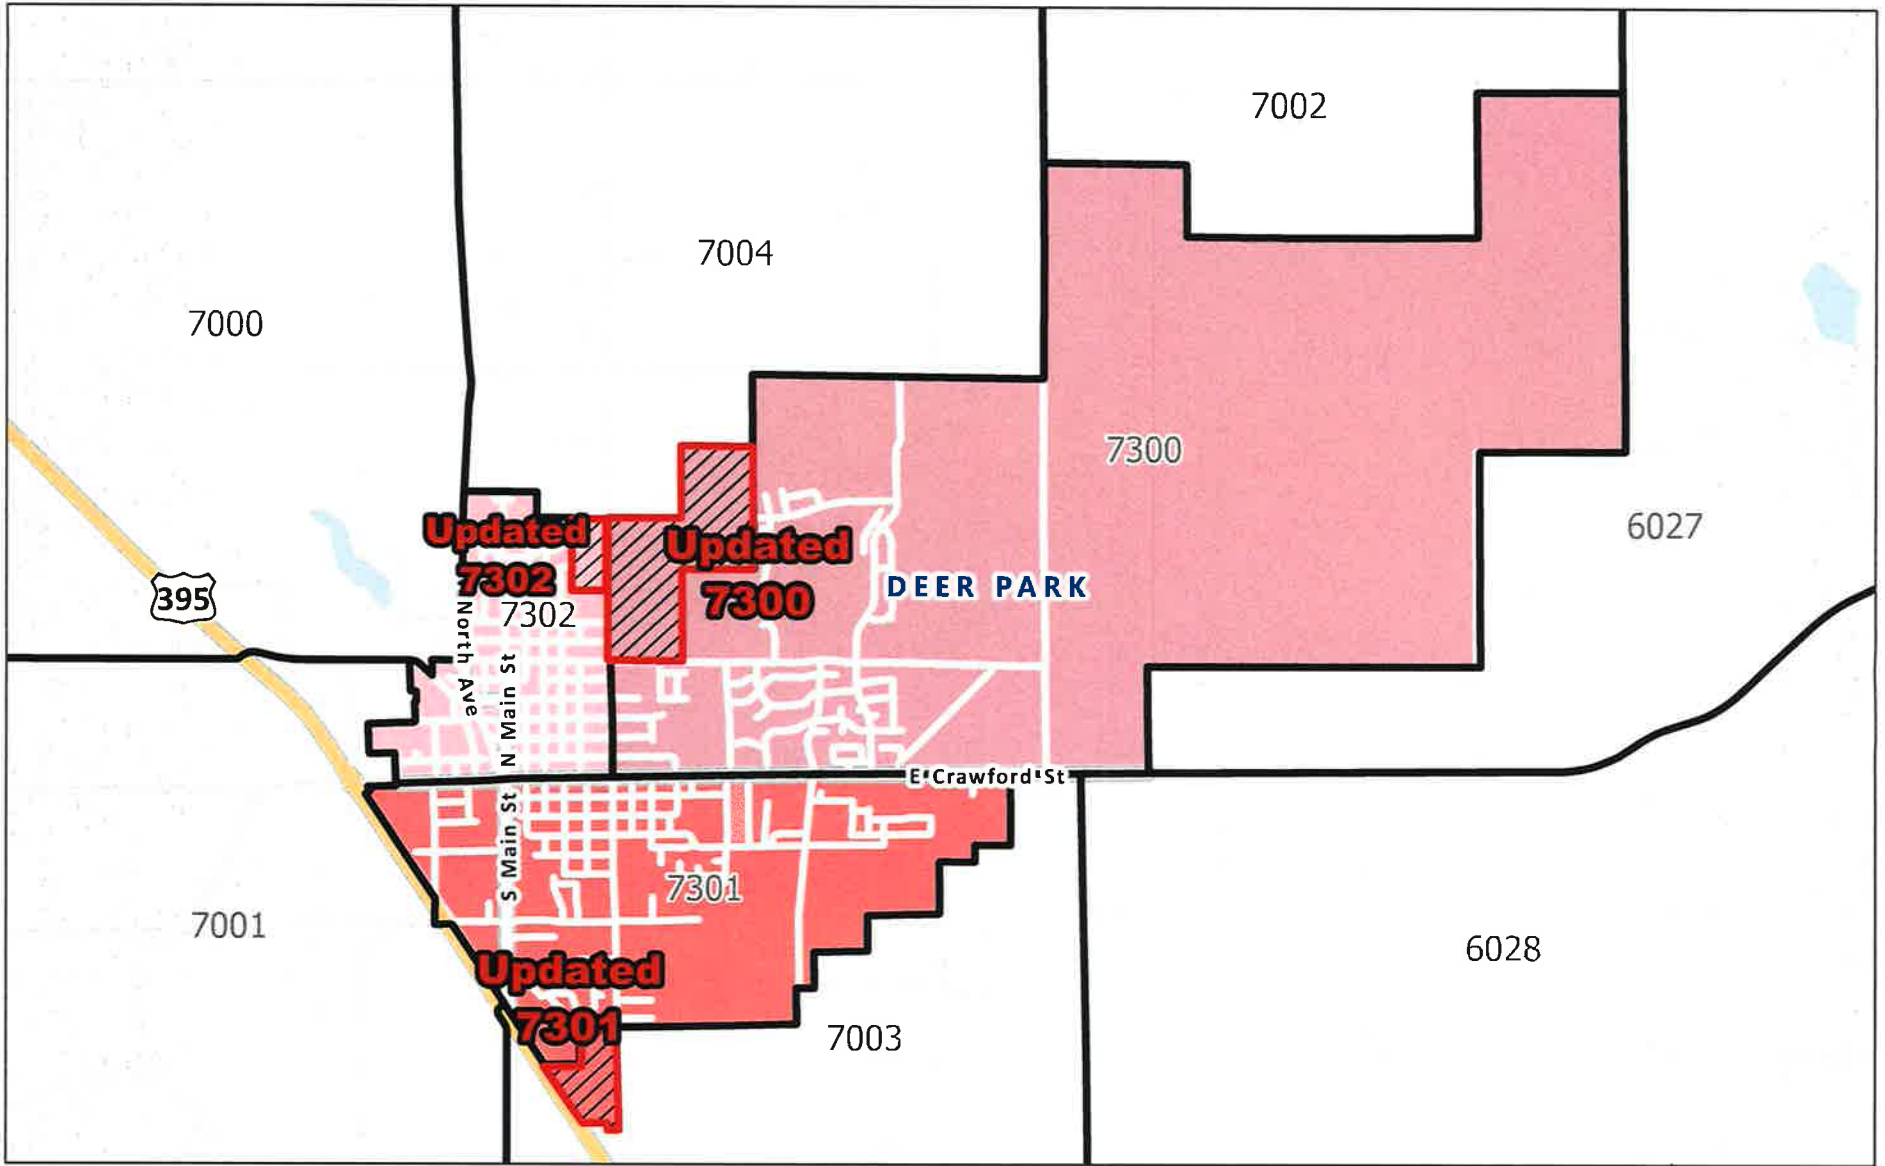 7002
7004
7000
7300
Updated
7302
Updated
7300
6027
DEER PARK
395
7302
North Ave
N Main St
E Crawford St
S Main St
7301
7001
6028
Updated
7301
7003